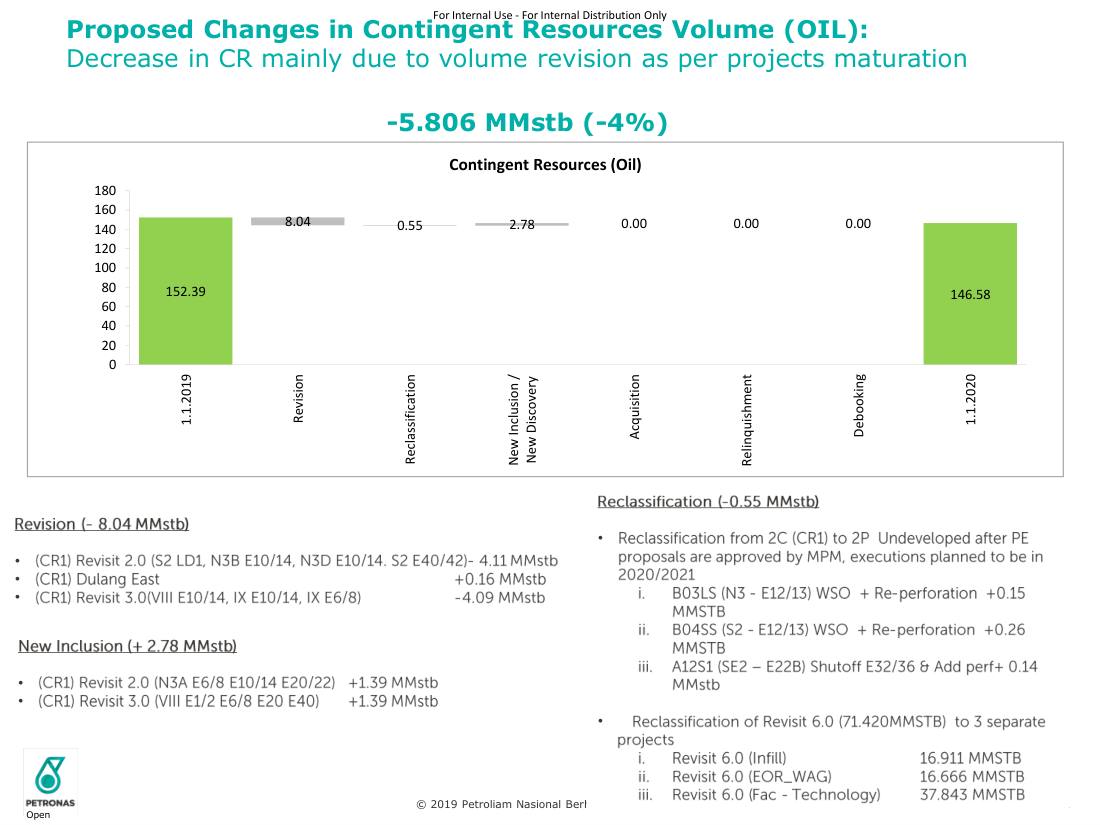 For Internal Use - For Internal Distribution Only
Proposed Changes in Contingent Resources Volume (OIL):
Decrease in CR mainly due to volume revision as per projects maturation
-5.806 MMstb (-4%)
Contingent Resources (Oil)
180
160
140
120
100
80
60
40
20
0
152.39
8.04
0.55
2.78
0.00
0.00
0.00
146.58
1.1.2019
Revision
Reclassification
New Inclusion /
New Discovery
Acquisition
Relinquishment
Debooking
1.1.2020
Revision (- 8.04 MMstb)
• (CR1) Revisit 2.0 (S2 LD1, N3B E10/14, N3D E10/14. S2 E40/42)- 4.11 MMstb
• (CR1) Dulang East +0.16 MMstb
• (CR1) Revisit 3.0(VIII E10/14, IX E10/14, IX E6/8) -4.09 MMstb
New Inclusion (+ 2.78 MMstb)
• (CR1) Revisit 2.0 (N3A E6/8 E10/14 E20/22) +1.39 MMstb
• (CR1) Revisit 3.0 (VIII E1/2 E6/8 E20 E40) +1.39 MMstb
Reclassification (-0.55 MMstb)
• Reclassification from 2C (CR1) to 2P Undeveloped after PE
proposals are approved by MPM, executions planned to be in
2020/2021
i. B03LS (N3 - E12/13) WSO + Re-perforation +0.15
MMSTB
ii. B04SS (S2 - E12/13) WSO + Re-perforation +0.26
MMSTB
iii. A12S1 (SE2 – E22B) Shutoff E32/36 & Add perf+ 0.14
MMstb
• Reclassification of Revisit 6.0 (71.420MMSTB) to 3 separate
projects
i. Revisit 6.0 (Infill) 16.911 MMSTB
ii. Revisit 6.0 (EOR_WAG) 16.666 MMSTB
iii. Revisit 6.0 (Fac - Technology) 37.843 MMSTB
PETRONAS
Open
© 2019 Petroliam Nasional Berl